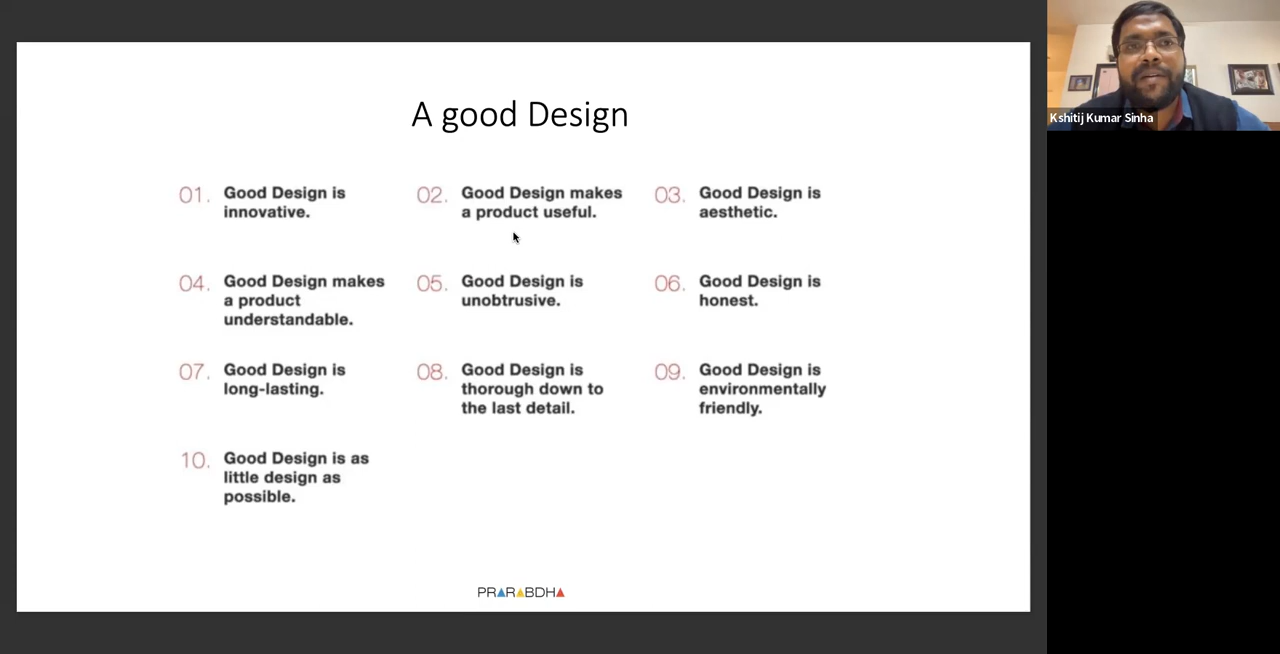 A good Design
01. Good Design is
innovative.
02. Good Design makes
a product useful.
03. Good Design is
aesthetic.
04. Good Design makes
a product
understandable.
05. Good Design is
unobtrusive.
06. Good Design is
honest.
07. Good Design is
long-lasting.
08. Good Design is
thorough down to
the last detail.
09. Good Design is
environmentally
friendly.
10. Good Design is as
little design as
possible.
PRARABDHA
Kshitij Kumar Sinha